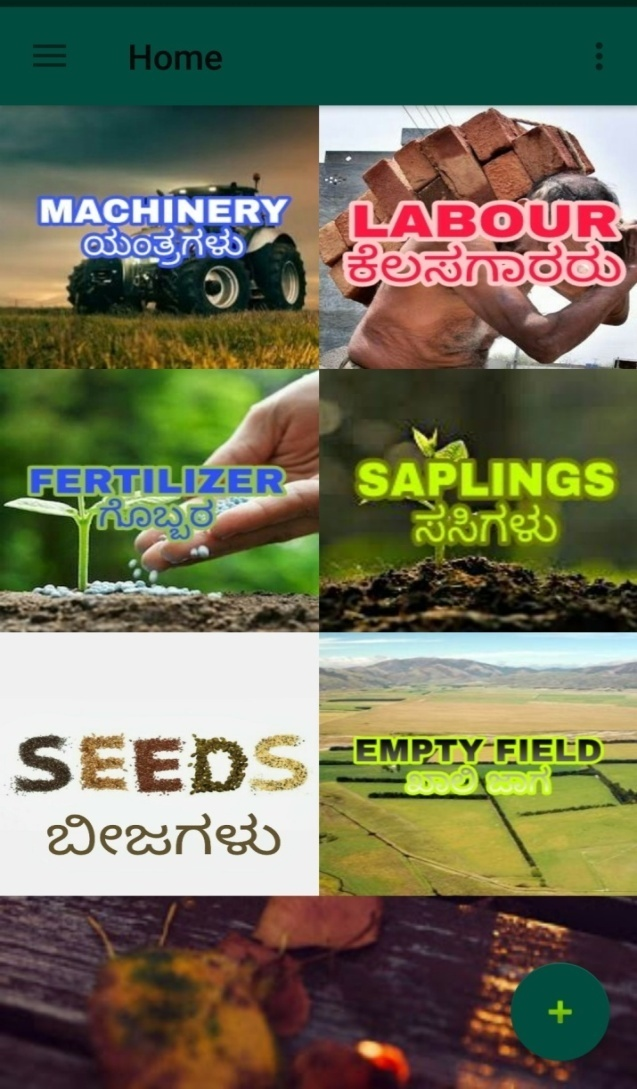 Home
MACHINERY
ಯಂತ್ರಗಳು
LABOUR
ಕೆಲಸಗಾರರು
FERTILIZER
ಗೊಬ್ಬರ
SAPLINGS
ಸಸಿಗಳು
SEEDS
ಬೀಜಗಳು
EMPTY FIELD
ಖಾಲಿ ಜಾಗ
+